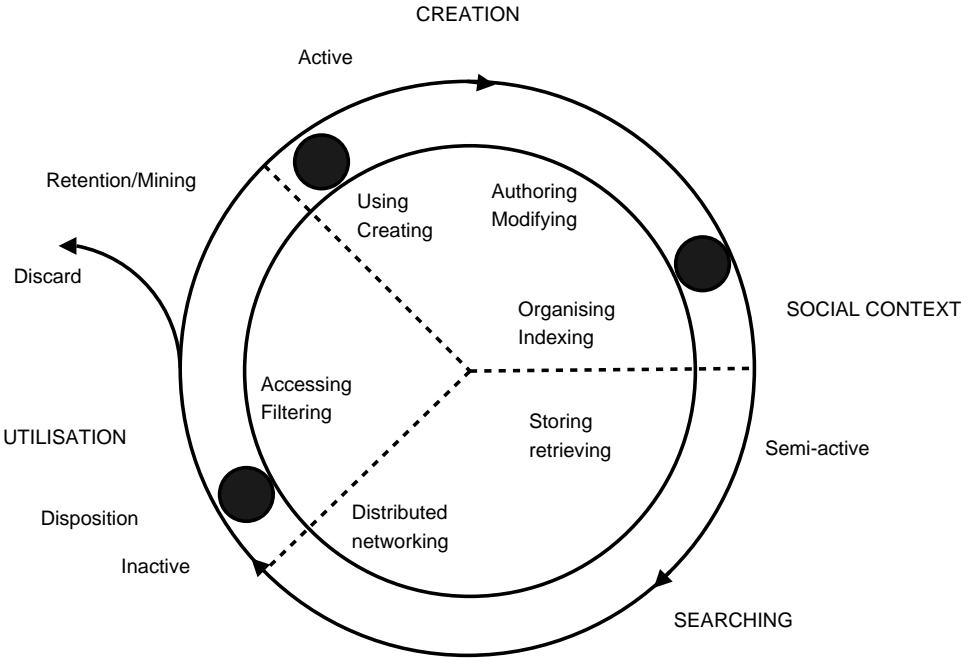 CREATION
Active
Retention/Mining
Using
Creating
Authoring
Modifying
Discard
SOCIAL CONTEXT
Organising
Indexing
Accessing
Filtering
UTILISATION
Storing
retrieving
Semi-active
Disposition
Distributed
networking
Inactive
SEARCHING